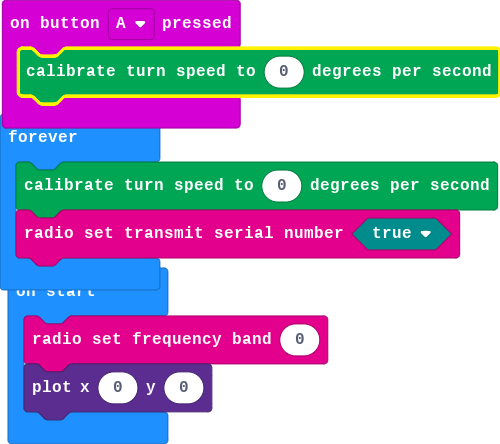 on button A pressed
calibrate turn speed to 0 degrees per second
forever
calibrate turn speed to 0 degrees per second
radio set transmit serial number true
on start
radio set frequency band 0
plot x 0 y 0